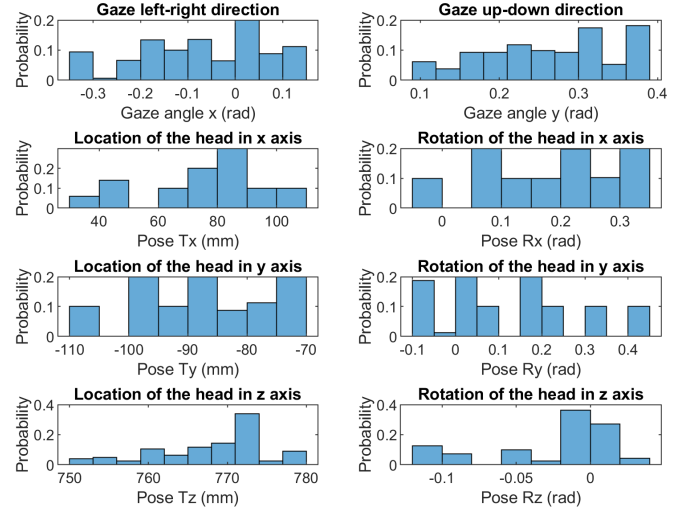 Gaze left-right direction
Probability
0.2
0.1
0
-0.3
-0.2
-0.1
0
0.1
Gaze angle x (rad)
Gaze up-down direction
Probability
0.2
0.1
0
0.1
0.2
0.3
0.4
Gaze angle y (rad)
Location of the head in x axis
Probability
0.1
0.1
0
40
60
80
100
Pose Tx (mm)
Rotation of the head in x axis
Probability
0.2
0.1
0
0
0.1
0.2
0.3
Pose Rx (rad)
Location of the head in y axis
Probability
0.2
0.1
0
-110
-100
-90
-80
-70
Pose Ty (mm)
Rotation of the head in y axis
Probability
0.2
0.1
0
-0.1
0
0.1
0.2
0.3
0.4
Pose Ry (rad)
Location of the head in z axis
Probability
0.4
0.2
0
750
760
770
780
Pose Tz (mm)
Rotation of the head in z axis
Probability
0.4
0.2
0
-0.1
-0.05
0
Pose Rz (rad)